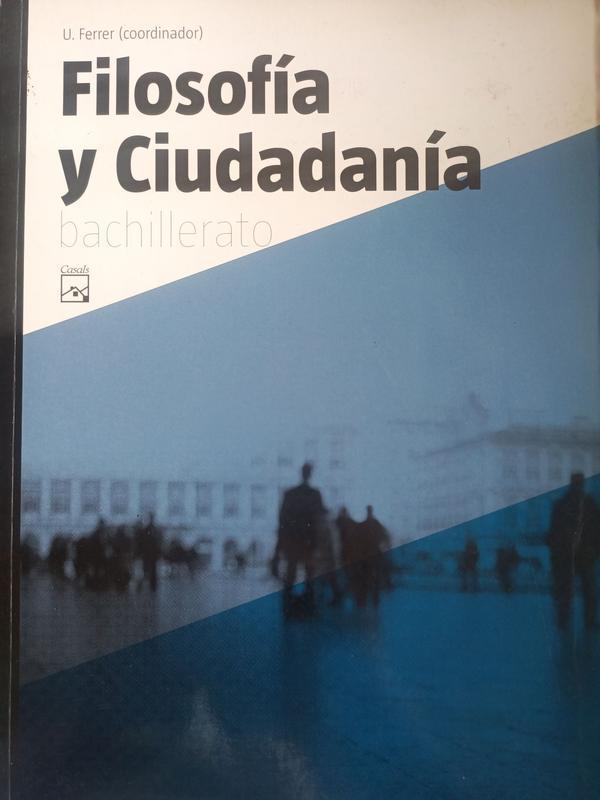 U. Ferrer (coordinador)
Filosofía
y Ciudadanía
bachillerato
Casals